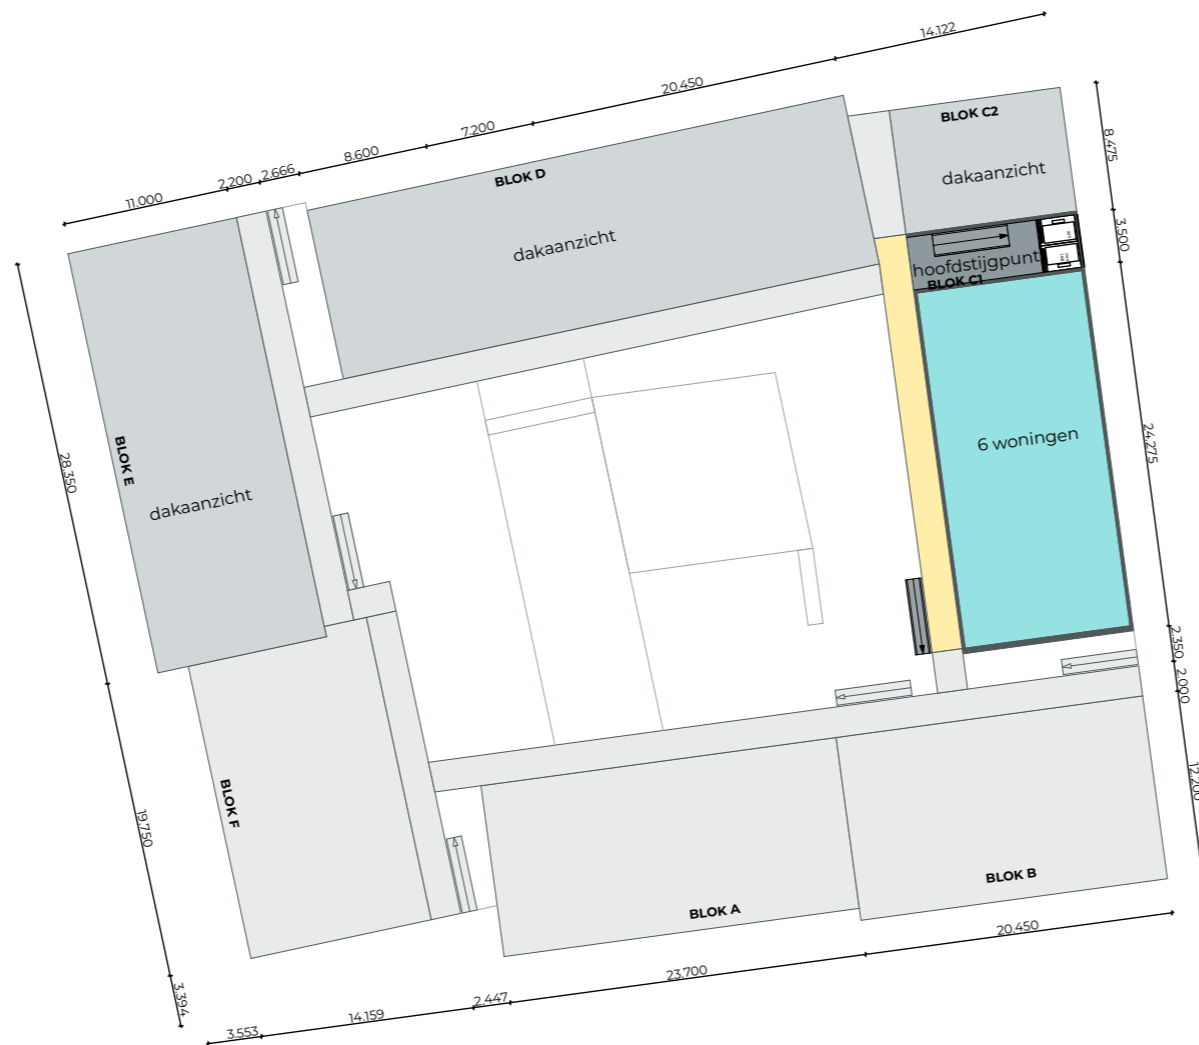 14.122
20.450
7.200
8.600
2.666
2.200
11.000
BLOK C2
dakaanzicht
8.475
BLOK D
dakaanzicht
3.500
hoofdstijgpunt
BLOK C1
6 woningen
24.275
BLOK E
28.350
dakaanzicht
2.350
2.000
12.200
BLOK F
19.750
BLOK B
BLOK A
20.450
23.700
2.447
14.159
3.553
3.394